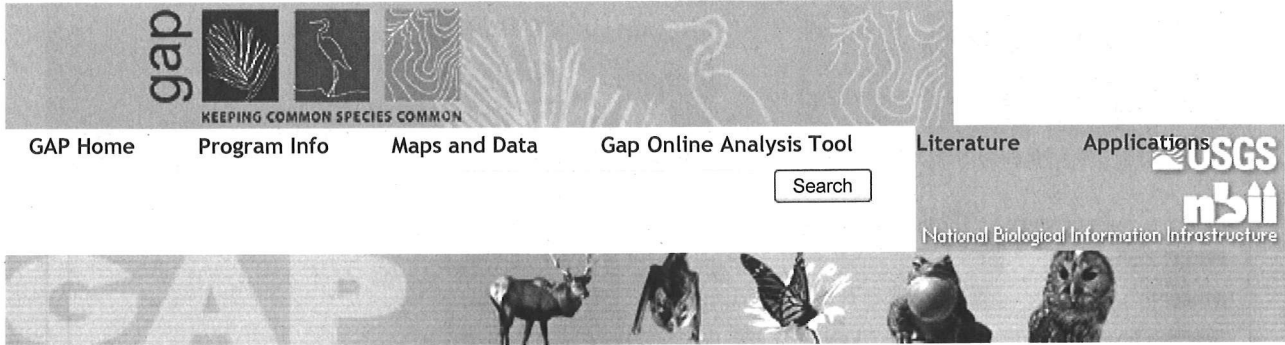 gap
KEEPING COMMON SPECIES COMMON
GAP Home Program Info Maps and Data Gap Online Analysis Tool Literature Applications
USGS
Search
nbii
National Biological Information Infrastructure
GAP